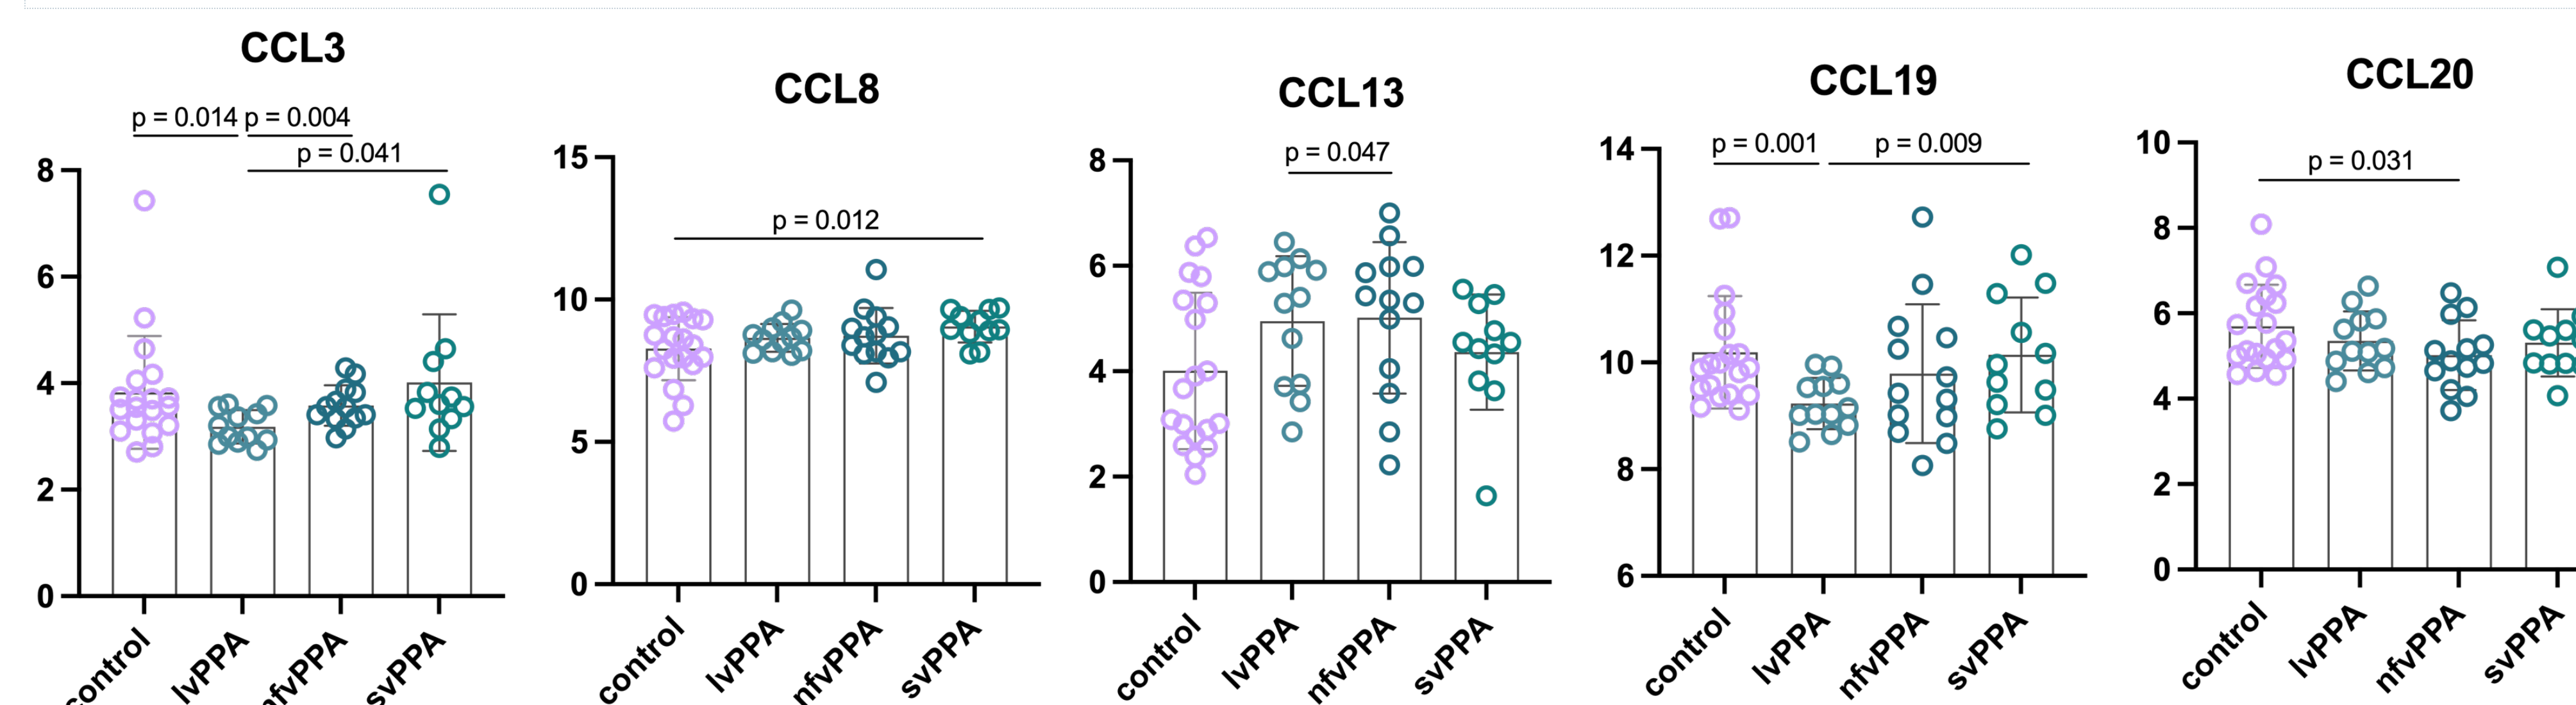 CCL3
p = 0.014 p = 0.004
p = 0.041
8
6
4
2
0
control
lvPPA
nfvPPA
svPPA
CCL8
p = 0.012
15
10
5
0
control
lvPPA
nfvPPA
svPPA
CCL13
p = 0.047
8
6
4
2
0
control
lvPPA
nfvPPA
svPPA
CCL19
p = 0.001 p = 0.009
14
12
10
8
6
control
lvPPA
nfvPPA
svPPA
CCL20
p = 0.031
10
8
6
4
2
0
control
lvPPA
nfvPPA
svPPA